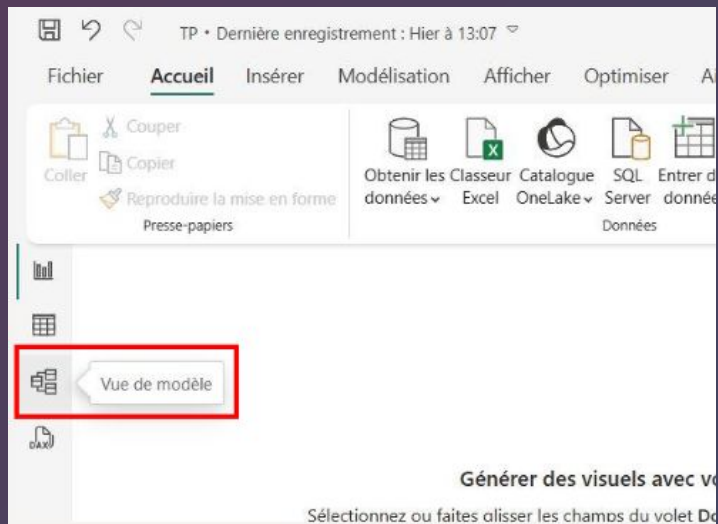 TP • Dernière enregistrement : Hier à 13:07
Fichier Accueil Insérer Modélisation Afficher Optimiser
Couper
Copier
Coller
Reproduire la mise en forme
Presse-papiers
Obtenir les données
Classeur Excel
Catalogue OneLake
SQL Server
Entrer
Données
Vue de modèle
DAX
Générer des visuels avec
Sélectionnez ou faites glisser les champs du volet